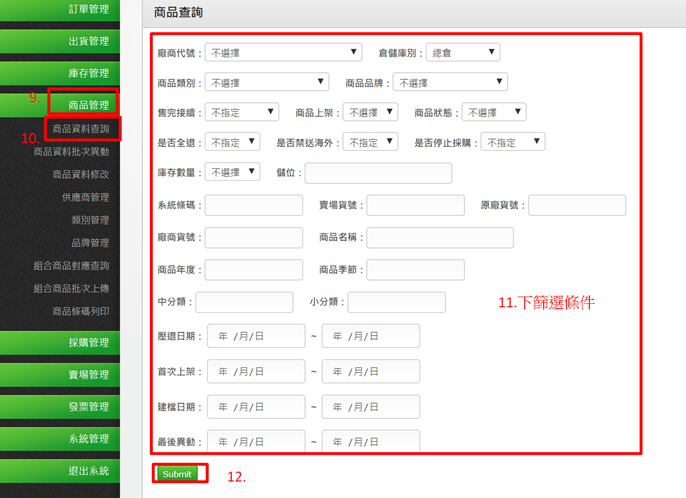 訂單管理
出貨管理
庫存管理
9.
商品管理
10.
商品資料查詢
商品資料批次異動
商品資料修改
供應商管理
類別管理
品牌管理
組合商品對應查詢
組合商品批次上傳
商品條碼列印
採購管理
賣場管理
發票管理
系統管理
退出系統
商品查詢
廠商代號： 不選擇 倉儲庫別： 總倉
商品類別： 不選擇 商品品牌： 不選擇
售完接續： 不指定 商品上架： 不選擇 商品狀態： 不選擇
是否全退： 不指定 是否禁送海外： 不指定 是否停止採購： 不指定
庫存數量： 不選擇 儲位：
系統條碼： 賣場貨號： 原廠貨號：
廠商貨號： 商品名稱：
商品年度： 商品季節：
中分類： 小分類：
11.下篩選條件
壓退日期： 年 /月/日 ~ 年 /月/日
首次上架： 年 /月/日 ~ 年 /月/日
建檔日期： 年 /月/日 ~ 年 /月/日
最後異動： 年 /月/日 ~ 年 /月/日
Submit
12.